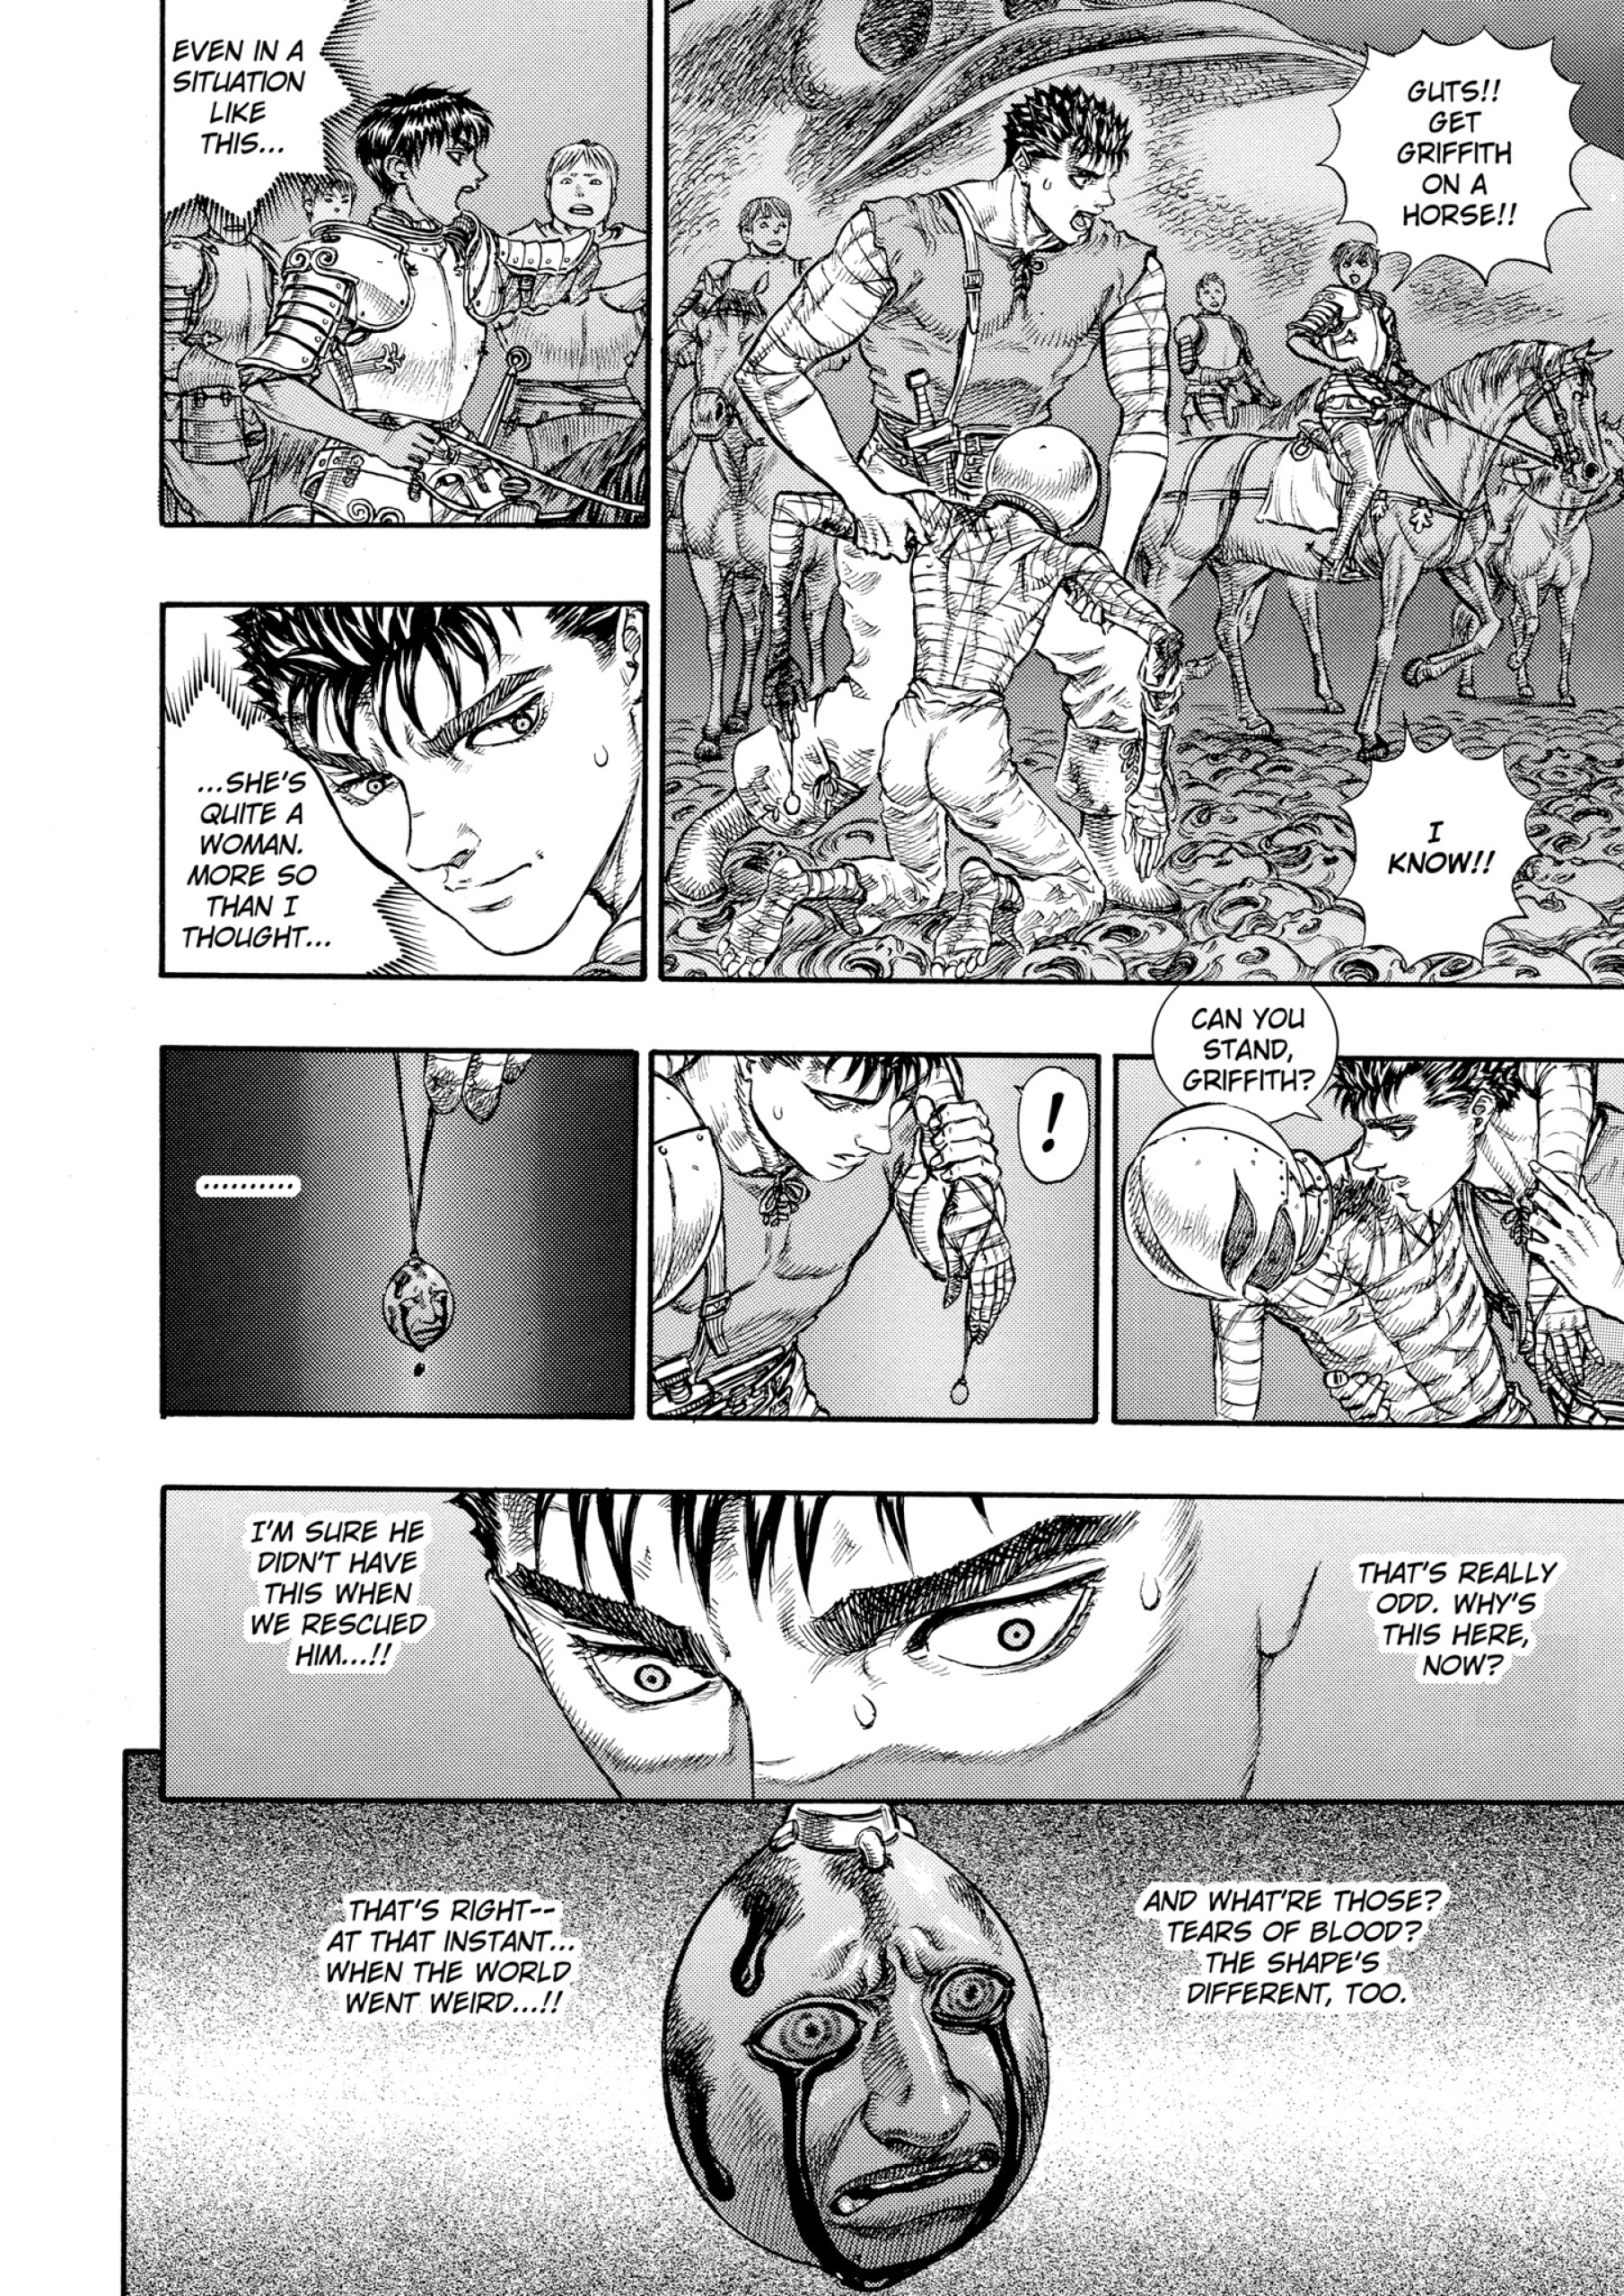 GUTS!!
GET
GRIFFITH
ON A
HORSE!!
I
KNOW!!
EVEN IN A
SITUATION
LIKE
THIS...
...SHE'S
QUITE A
WOMAN.
MORE SO
THAN I
THOUGHT...
CAN YOU
STAND,
GRIFFITH?
!
..........
THAT'S REALLY
ODD. WHY'S
THIS HERE,
NOW?
I'M SURE HE
DIDN'T HAVE
THIS WHEN
WE RESCUED
HIM...!!
AND WHAT'RE THOSE?
TEARS OF BLOOD?
THE SHAPE'S
DIFFERENT, TOO.
THAT'S RIGHT--
AT THAT INSTANT...
WHEN THE WORLD
WENT WEIRD...!!